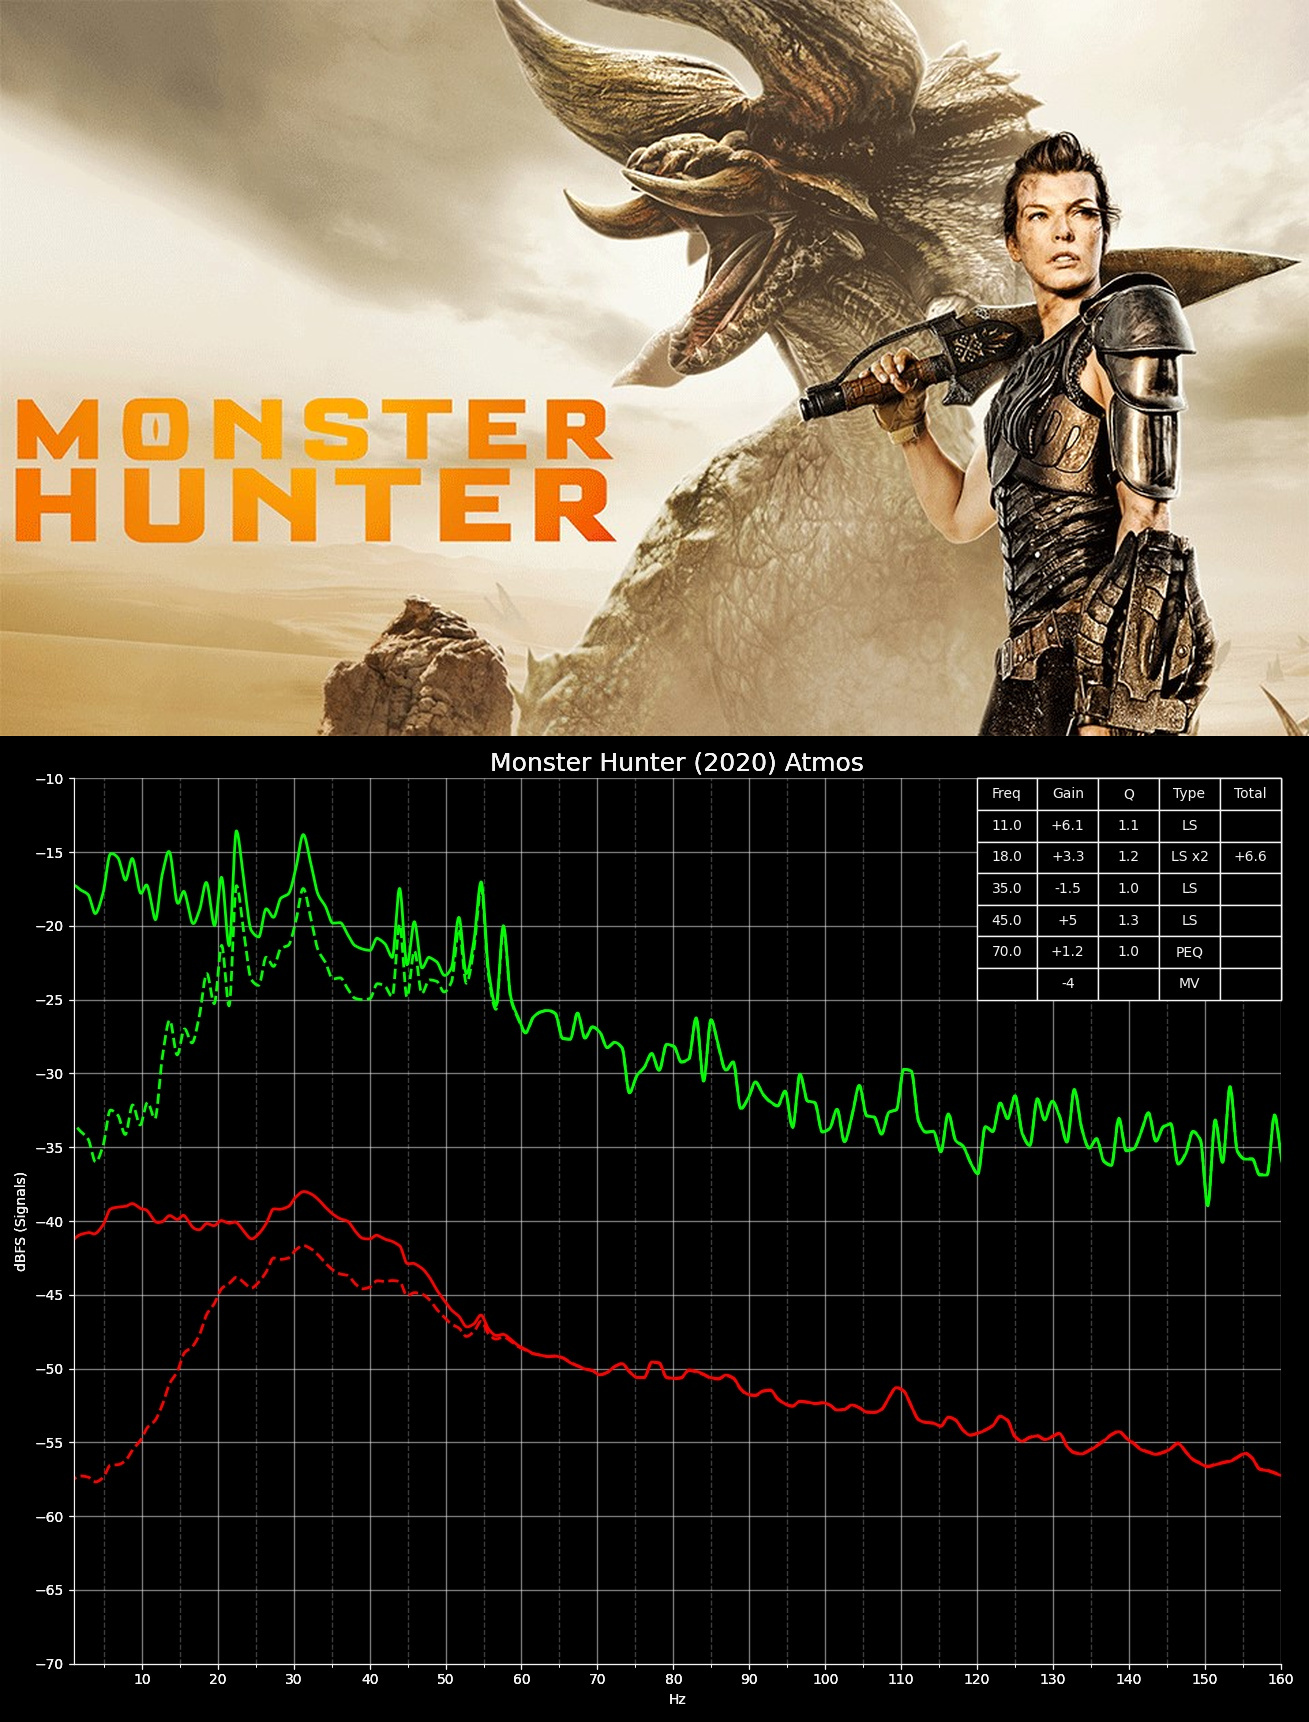 MONSTER
HUNTER
Monster Hunter (2020) Atmos
Freq Gain Q Type Total
11.0 +6.1 1.1 LS
18.0 +3.3 1.2 LS x2 +6.6
35.0 -1.5 1.0 LS
45.0 +5 1.3 LS
70.0 +1.2 1.0 PEQ
-4 MV
−10
−15
−20
−25
−30
−35
−40
−45
−50
−55
−60
−65
−70
dBFS (Signals)
10 20 30 40 50 60 70 80 90 100 110 120 130 140 150 160
Hz